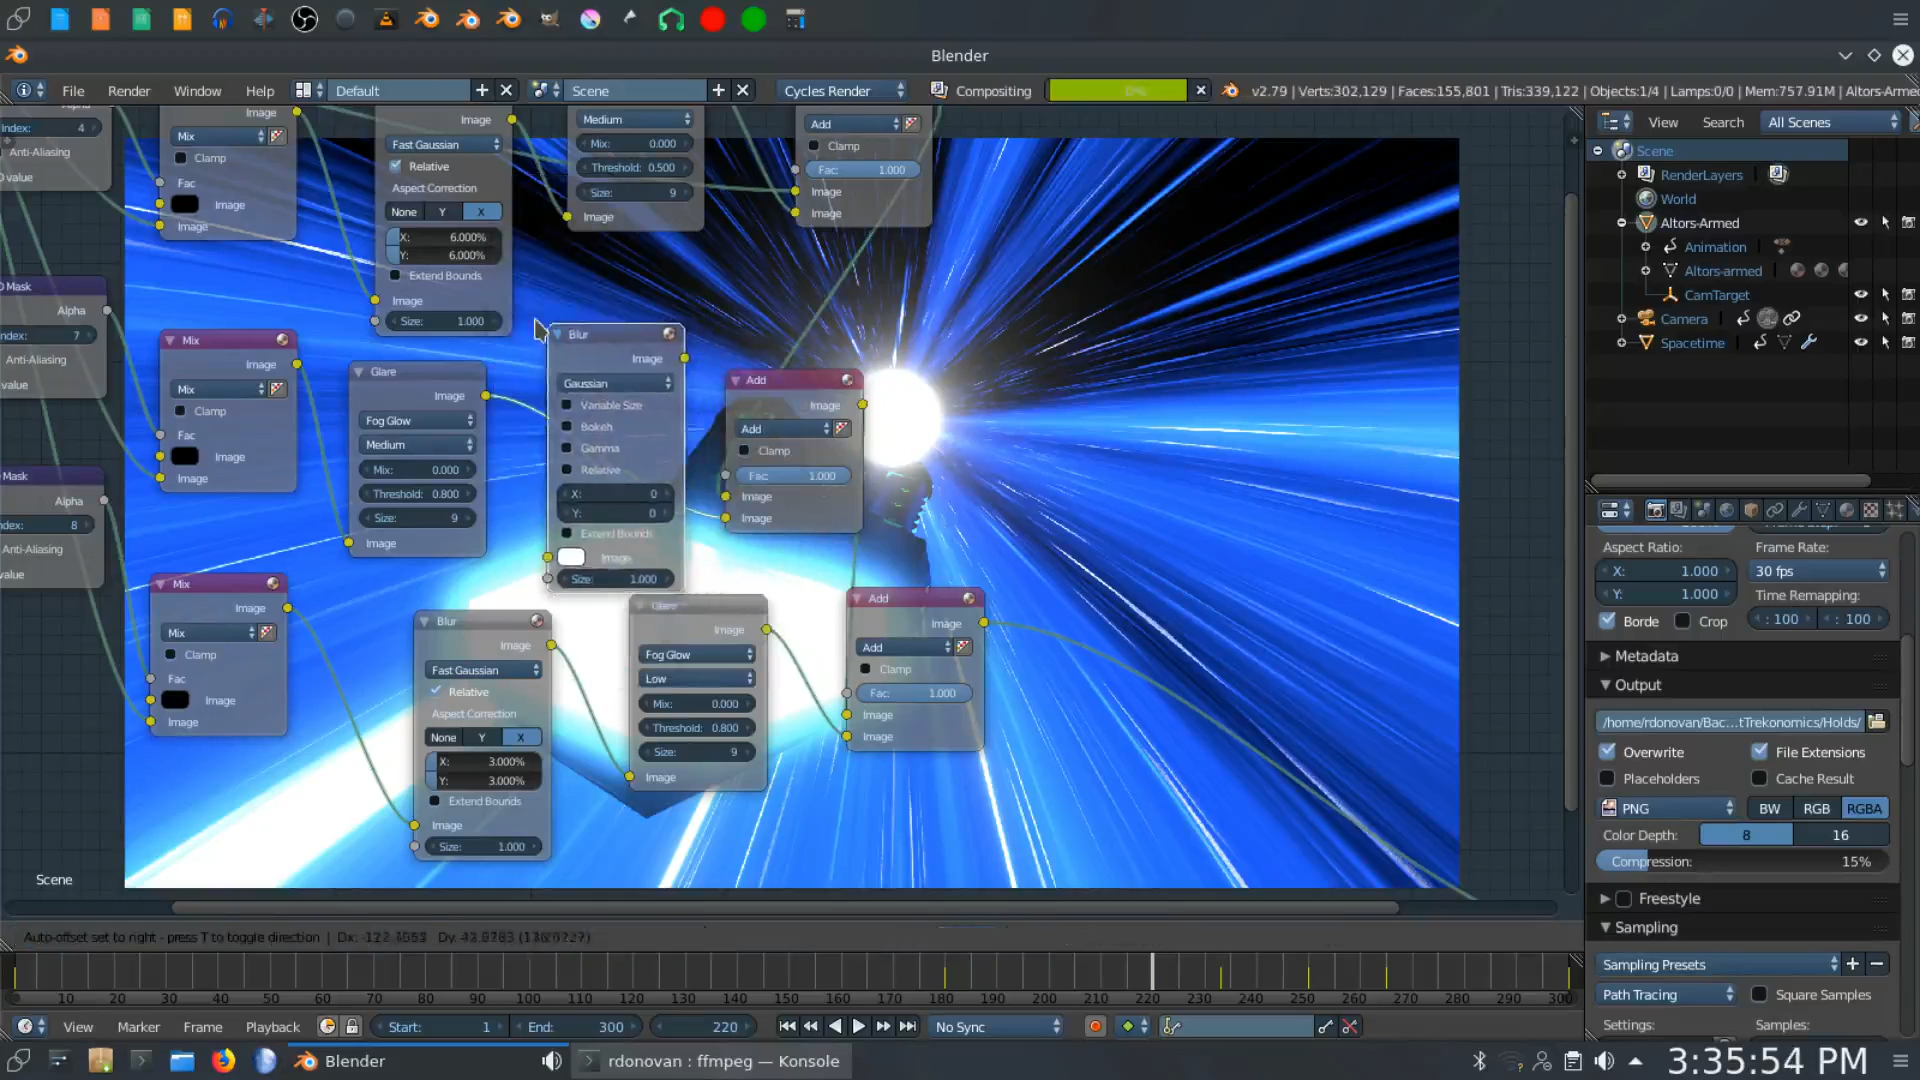 Blender
File Render Window Help Default Scene Cycles Render Compositing 0% v2.79 | Verts:302,129 | Faces:155,801 | Tris:339,122 | Objects:1/4 | Lamps:0/0 | Mem:757.91M | Altors-Armed
View Search All Scenes
Scene
RenderLayers
World
Altors-Armed
Animation
Altors-armed
CamTarget
Camera
Spacetime
Index: 4
Anti-Aliasing
value
Image
Mix
Clamp
Fac
Image
Image
Image
Fast Gaussian
Relative
Aspect Correction
None Y X
X: 6.000%
Y: 6.000%
Extend Bounds
Image
Size: 1.000
Medium
Mix: 0.000
Threshold: 0.500
Size: 9
Image
Add
Clamp
Fac: 1.000
Image
Image
Mask
Alpha
ndex: 7
Anti-Aliasing
value
Mix
Image
Mix
Clamp
Fac
Image
Image
Glare
Image
Fog Glow
Medium
Mix: 0.000
Threshold: 0.800
Size: 9
Image
Blur
Image
Gaussian
Variable Size
Bokeh
Gamma
Relative
X: 0
Y: 0
Extend Bounds
Image
Size: 1.000
Add
Image
Add
Clamp
Fac: 1.000
Image
Image
Mask
Alpha
ndex: 8
Anti-Aliasing
value
Mix
Image
Mix
Clamp
Fac
Image
Image
Blur
Image
Fast Gaussian
Relative
Aspect Correction
None Y X
X: 3.000%
Y: 3.000%
Extend Bounds
Image
Size: 1.000
Glare
Image
Fog Glow
Low
Mix: 0.000
Threshold: 0.800
Size: 9
Image
Add
Image
Add
Clamp
Fac: 1.000
Image
Image
Scene
Aspect Ratio: Frame Rate:
X: 1.000 30 fps
Y: 1.000 Time Remapping:
Borde Crop : 100 : 100
Metadata
Output
/home/rdonovan/Bac...tTrekonomics/Holds/
Overwrite File Extensions
Placeholders Cache Result
PNG BW RGB RGBA
Color Depth: 8 16
Compression: 15%
Freestyle
Sampling
Sampling Presets
Path Tracing Square Samples
Settings: Samples:
Auto-offset set to right - press T to toggle direction | Dx:
10 20 30 40 50 60 70 80 90 100 110 120 130 140 150 160 170 180 190 200 210 220 230 240 250 260 270 280 290 300
View Marker Frame Playback Start: 1 End: 300 220 No Sync
Blender rdonovan : ffmpeg — Konsole 3:35:54 PM